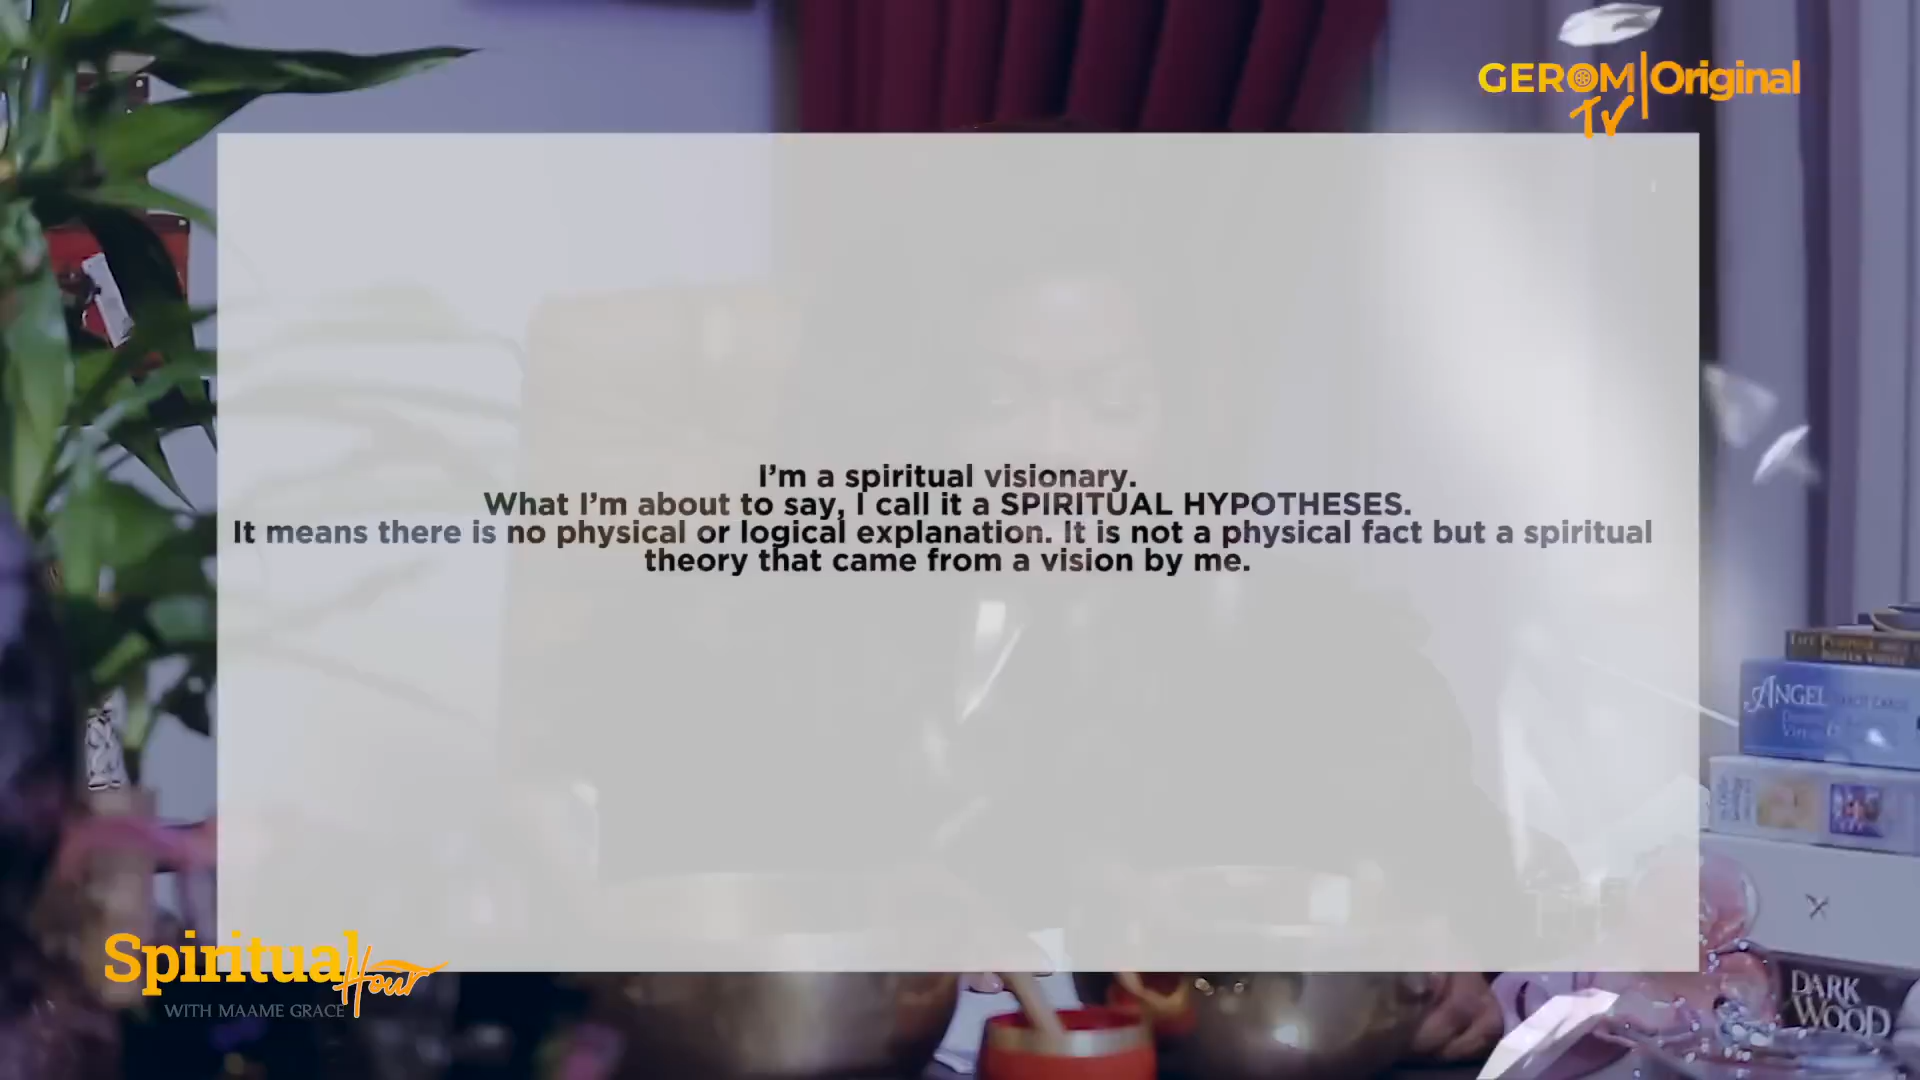 GEROM TV | Original
I'm a spiritual visionary.
What I'm about to say, I call it a SPIRITUAL HYPOTHESES.
It means there is no physical or logical explanation. It is not a physical fact but a spiritual
theory that came from a vision by me.
ANGEL
Spiritual Hour
WITH MAAME GRACE
DARK
WOOD